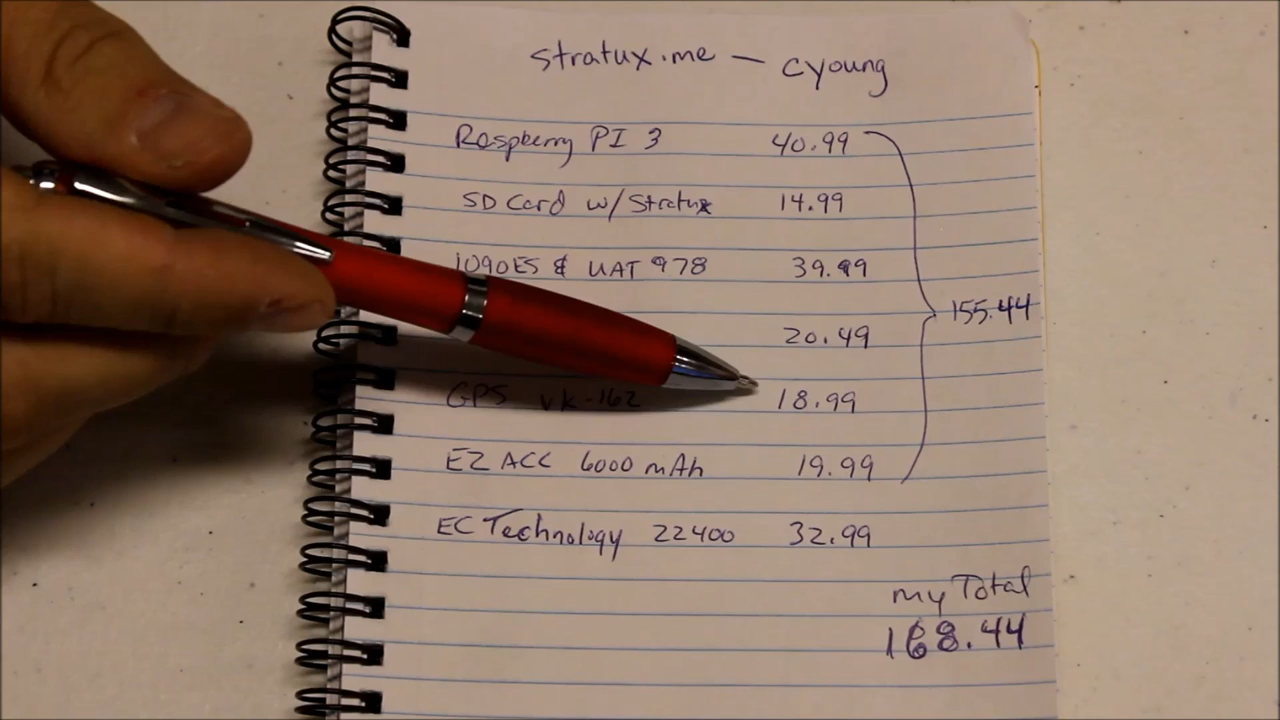 stratux.me — cyoung
Raspberry PI 3 40.99
SD Card w/Stratux 14.99
1090ES & UAT 978 39.99
20.49
155.44
GPS VK-162 18.99
EZ ACC 6000 mAh 19.99
EC Technology 22400 32.99
my Total
168.44